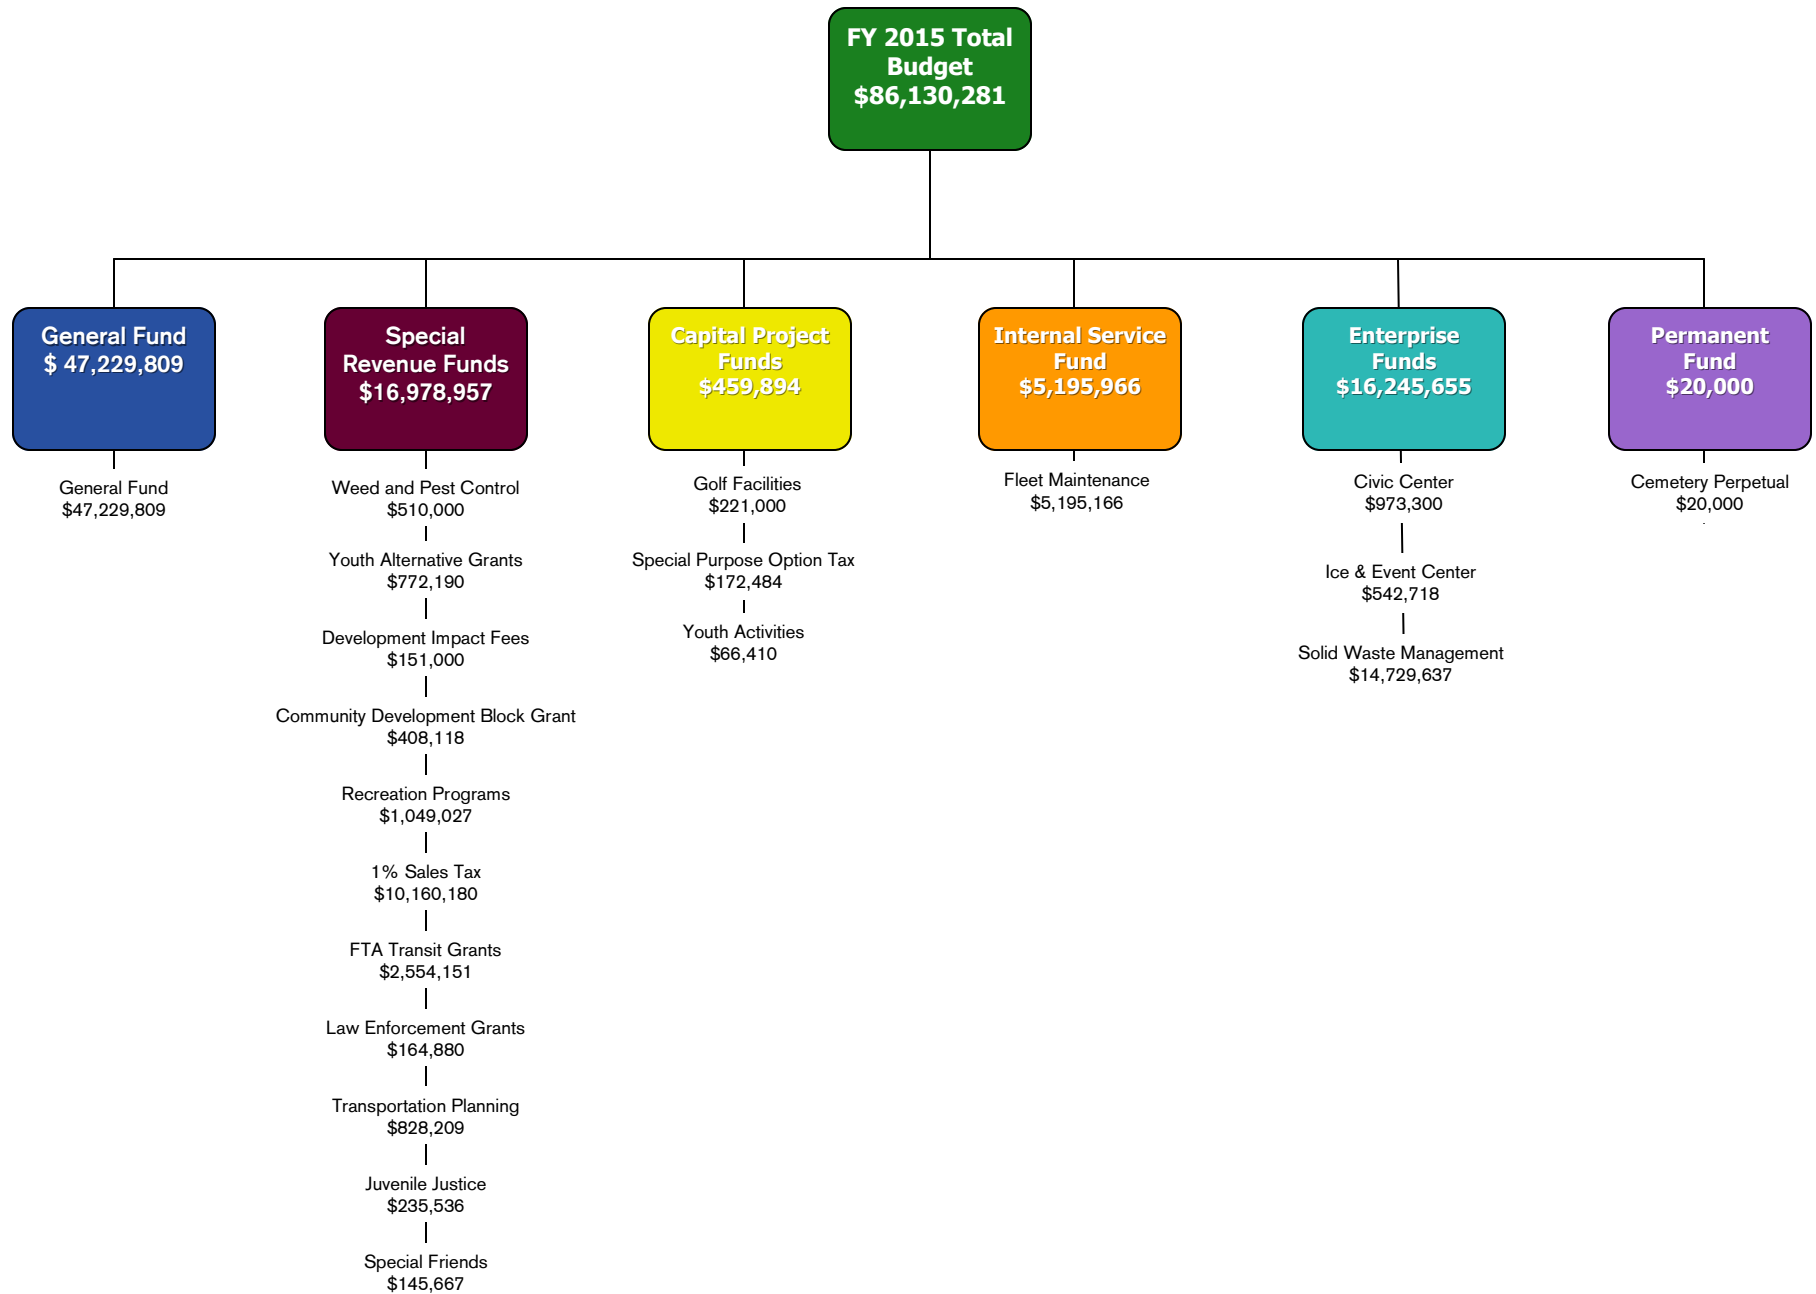 FY 2015 Total
Budget
$86,130,281
General Fund
$ 47,229,809
General Fund
$47,229,809
Special
Revenue Funds
$16,978,957
Weed and Pest Control
$510,000
Youth Alternative Grants
$772,190
Development Impact Fees
$151,000
Community Development Block Grant
$408,118
Recreation Programs
$1,049,027
1% Sales Tax
$10,160,180
FTA Transit Grants
$2,554,151
Law Enforcement Grants
$164,880
Transportation Planning
$828,209
Juvenile Justice
$235,536
Special Friends
$145,667
Capital Project
Funds
$459,894
Golf Facilities
$221,000
Special Purpose Option Tax
$172,484
Youth Activities
$66,410
Internal Service
Fund
$5,195,966
Fleet Maintenance
$5,195,166
Enterprise
Funds
$16,245,655
Civic Center
$973,300
Ice & Event Center
$542,718
Solid Waste Management
$14,729,637
Permanent
Fund
$20,000
Cemetery Perpetual
$20,000